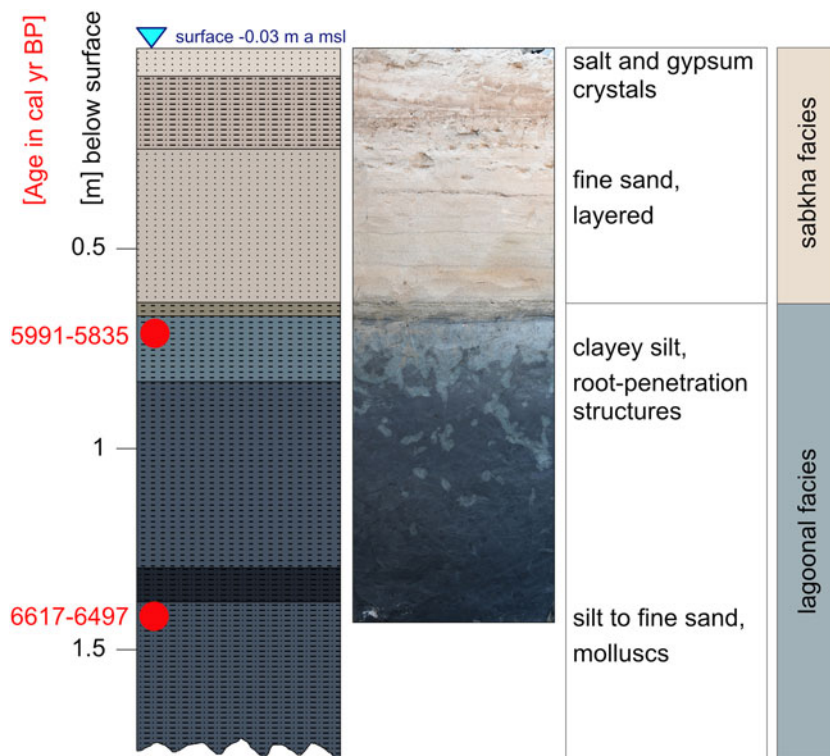 [Age in cal yr BP]
[m] below surface
surface -0.03 m a msl
0.5
5991-5835
1
6617-6497
1.5
salt and gypsum
crystals
fine sand,
layered
clayey silt,
root-penetration
structures
silt to fine sand,
molluscs
sabkha facies
lagoonal facies